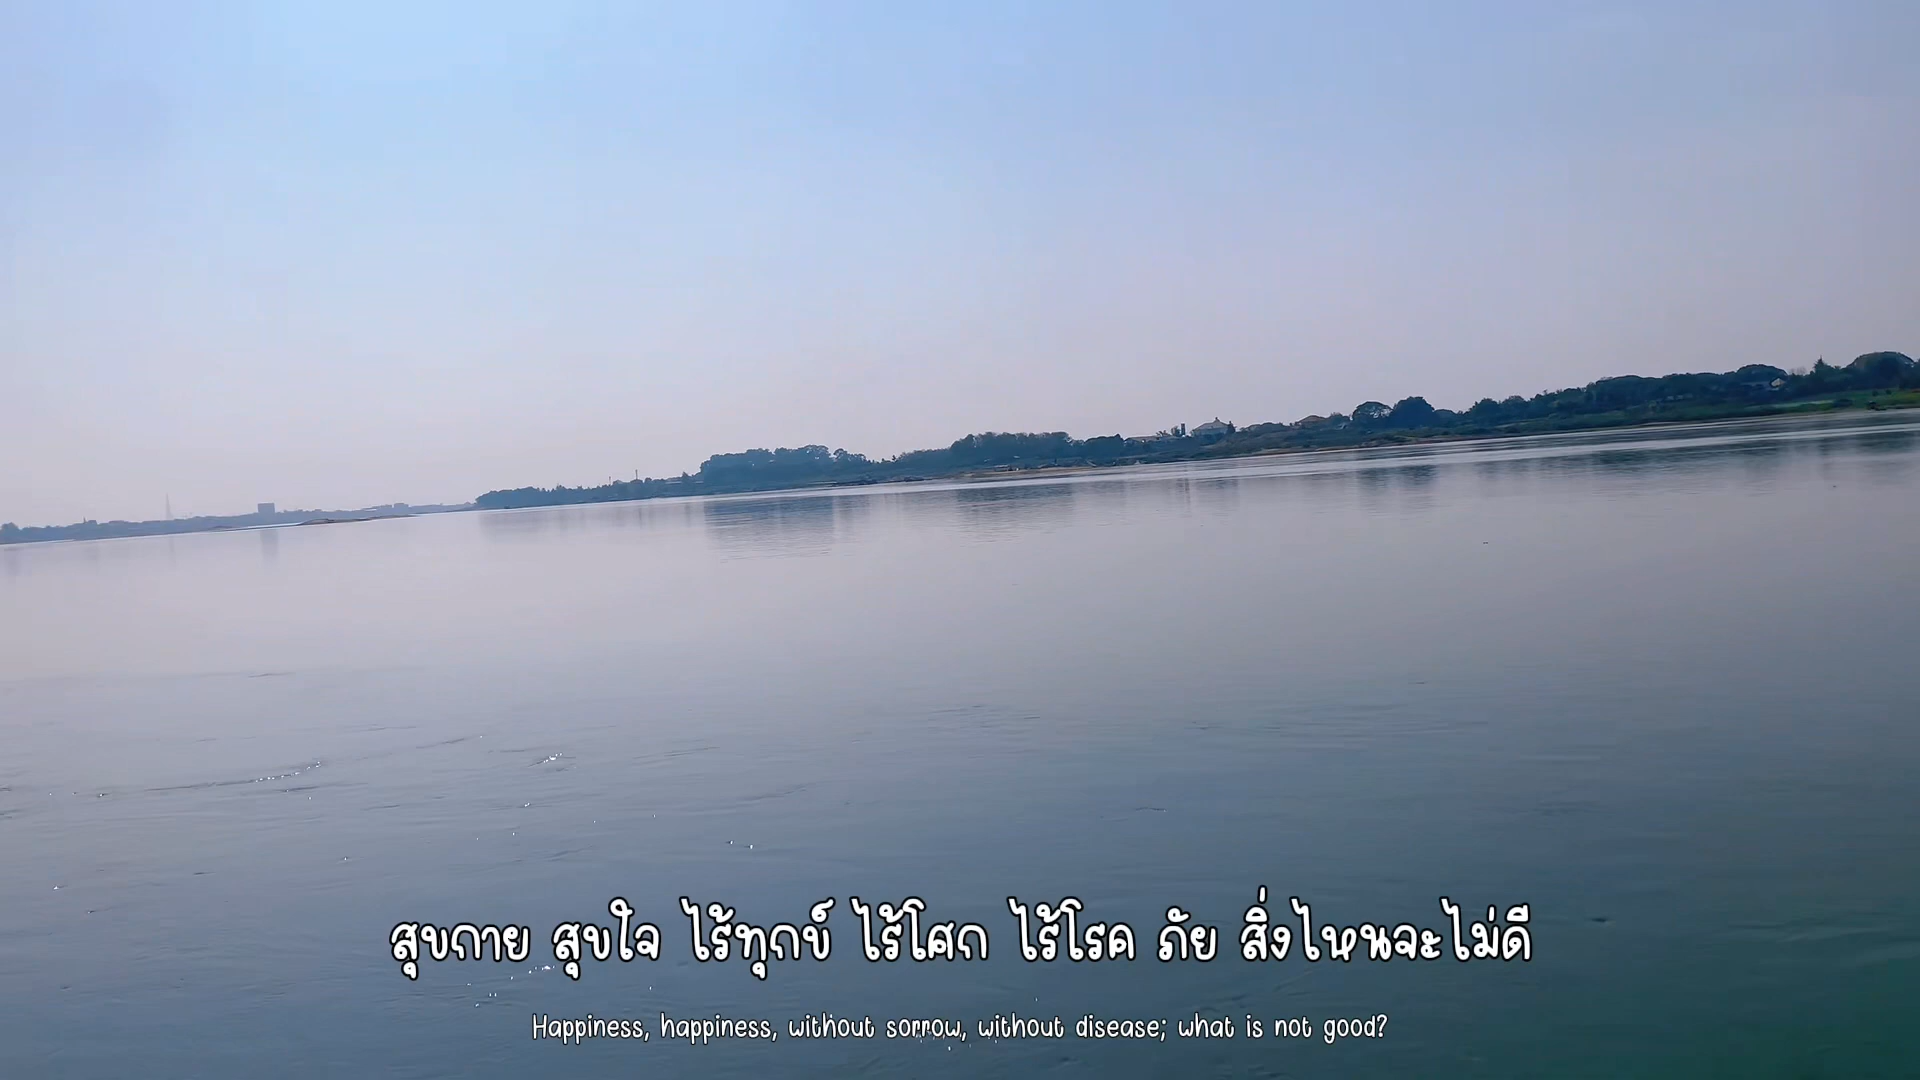 สุขกาย สุขใจ ไร้ทุกข์ ไร้โศก ไร้โรค ภัย สิ่งไหนจะไม่ดี
Happiness, happiness, without sorrow, without disease; what is not good?